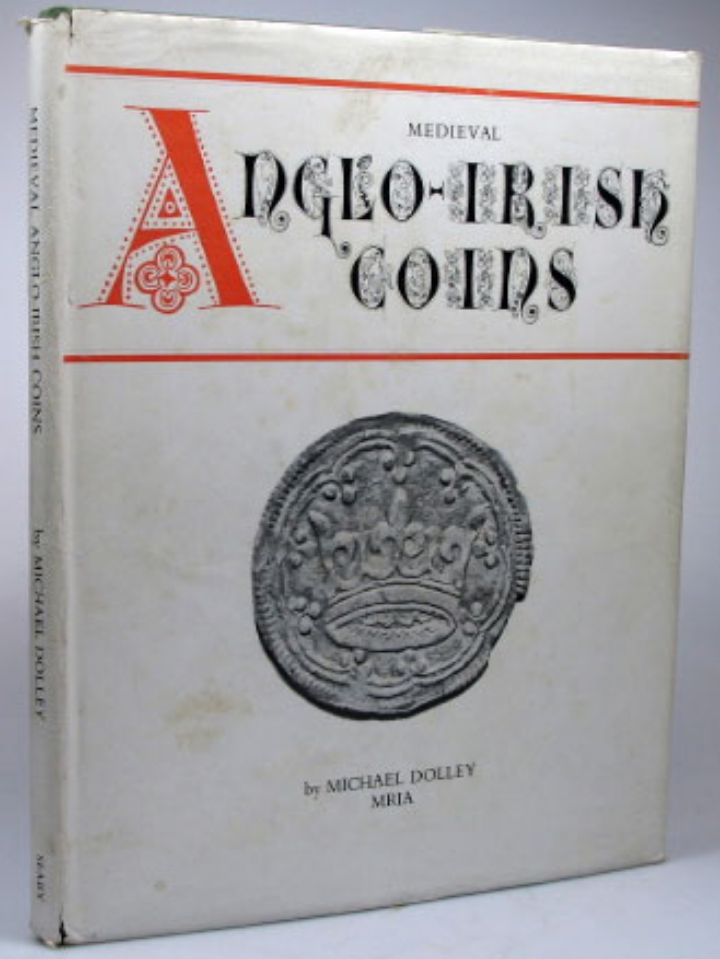 MEDIEVAL
ANGLO-IRISH
COINS
by MICHAEL DOLLEY
MRIA
MEDIEVAL ANGLO IRISH COINS by MICHAEL DOLLEY SEABY